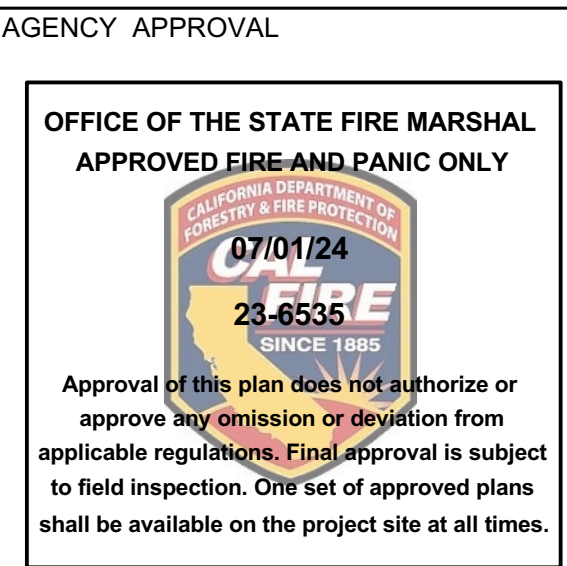 AGENCY APPROVAL
OFFICE OF THE STATE FIRE MARSHAL
APPROVED FIRE AND PANIC ONLY
CALIFORNIA DEPARTMENT OF
FORESTRY & FIRE PROTECTION
07/01/24
CAL
FIRE
23-6535
SINCE 1885
Approval of this plan does not authorize or
approve any omission or deviation from
applicable regulations. Final approval is subject
to field inspection. One set of approved plans
shall be available on the project site at all times.